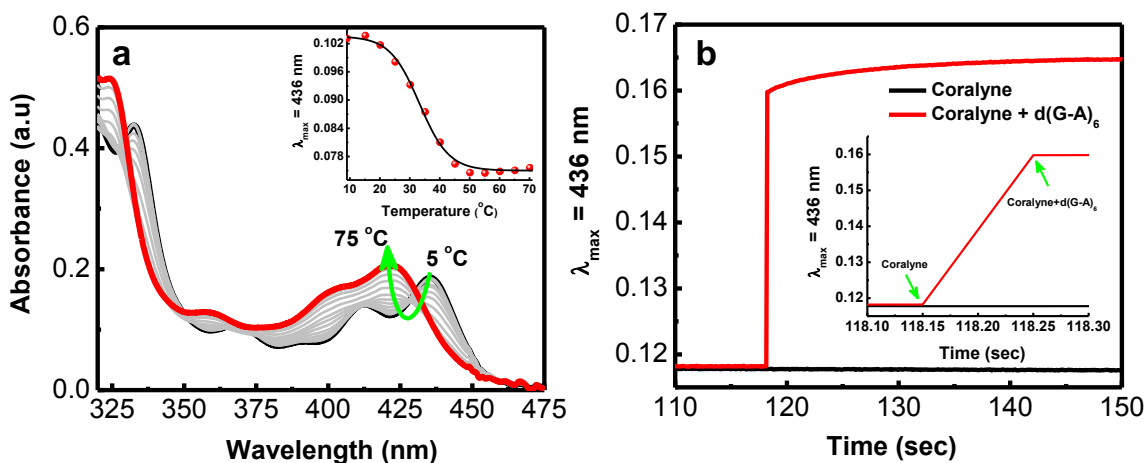 a
0.6
0.4
0.2
0.0
Absorbance (a.u)
320
350
375
400
425
450
475
Wavelength (nm)
75 °C
5 °C
0.102
0.096
0.090
0.084
0.078
λmax = 436 nm
10
20
30
40
50
60
70
Temperature (°C)
b
0.17
0.16
0.15
0.14
0.13
0.12
λmax = 436 nm
110
120
130
140
150
Time (sec)
Coralyne
Coralyne + d(G-A)6
0.16
0.15
0.14
0.13
0.12
λmax = 436 nm
Coralyne+d(G-A)6
Coralyne
118.10
118.15
118.20
118.25
118.30
Time (sec)